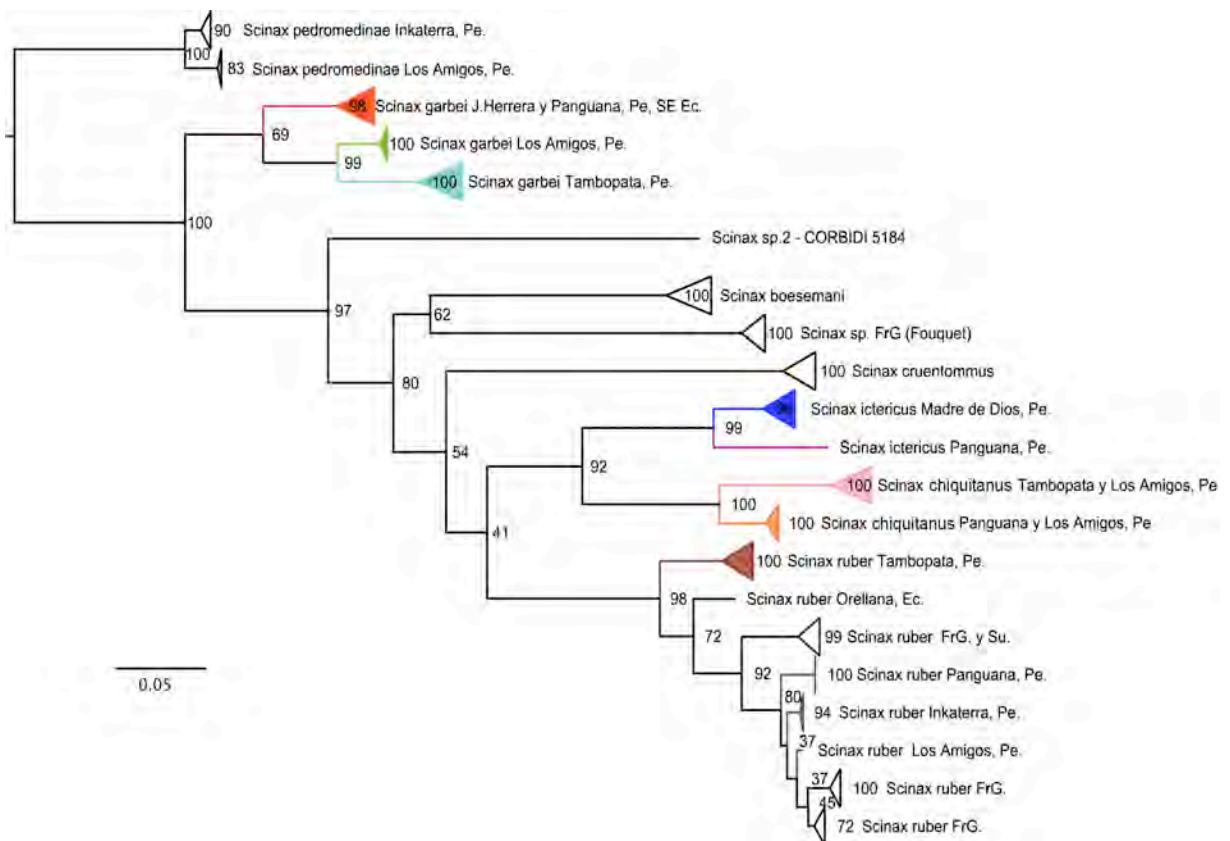 90 Scinax pedromedinae Inkaterra, Pe.
100
83 Scinax pedromedinae Los Amigos, Pe.
98 Scinax garbei J.Herrera y Panguana, Pe, SE Ec.
69
100 Scinax garbei Los Amigos, Pe.
99
100 Scinax garbei Tambopata, Pe.
100
Scinax sp.2 - CORBIDI 5184
97
100 Scinax boesemani
62
100 Scinax sp. FrG (Fouquet)
80
100 Scinax cruentommus
Scinax ictericus Madre de Dios, Pe.
99
Scinax ictericus Panguana, Pe.
54
92
100 Scinax chiquitanus Tambopata y Los Amigos, Pe
100
100 Scinax chiquitanus Panguana y Los Amigos, Pe
41
100 Scinax ruber Tambopata, Pe.
98
Scinax ruber Orellana, Ec.
72
99 Scinax ruber FrG. y Su.
92
100 Scinax ruber Panguana, Pe.
80
94 Scinax ruber Inkaterra, Pe.
37
Scinax ruber Los Amigos, Pe.
37
100 Scinax ruber FrG.
45
72 Scinax ruber FrG.
0.05